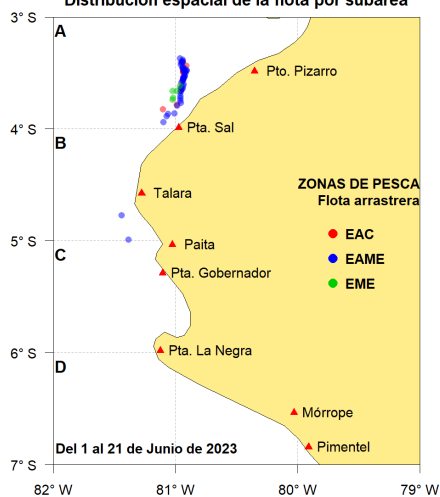 Distribución espacial de la flota por subárea
3° S
A
Pto. Pizarro
4° S
Pta. Sal
B
ZONAS DE PESCA
Talara
Flota arrastrera
EAC
5° S
Paita
C
EAME
Pta. Gobernador
EME
6° S
Pta. La Negra
D
Mórrope
Del 1 al 21 de Junio de 2023
Pimentel
7° S
82° W
81° W
80° W
79° W